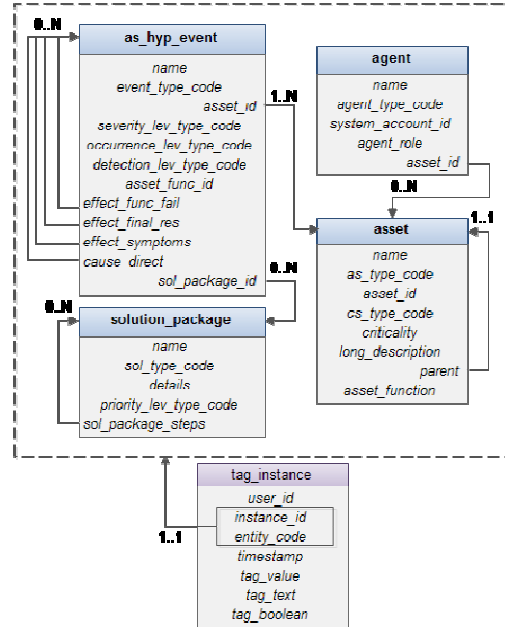 0..N
as_hyp_event
name
event_type_code
asset_id
severity_lev_type_code
occurrence_lev_type_code
detection_lev_type_code
asset_func_id
effect_func_fail
effect_final_res
effect_symptoms
cause_direct
sol_package_id
1..N
agent
name
agent_type_code
system_account_id
agent_role
asset_id
0..N
1..1
asset
name
as_type_code
asset_id
cs_type_code
criticality
long_description
parent
asset_function
0..N
0..N
solution_package
name
sol_type_code
details
priority_lev_type_code
sol_package_steps
tag_instance
user_id
instance_id
entity_code
timestamp
tag_value
tag_text
tag_boolean
1..1